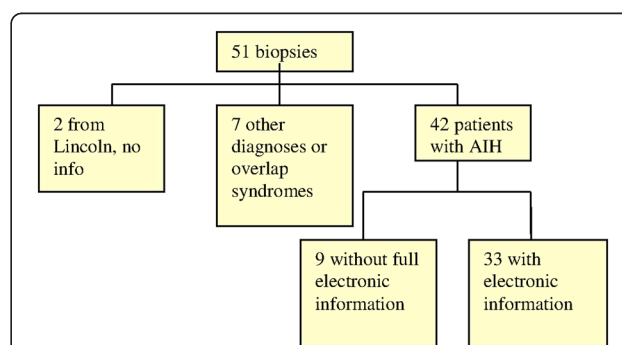 51 biopsies
2 from
Lincoln, no
info
7 other
diagnoses or
overlap
syndromes
42 patients
with AIH
9 without full
electronic
information
33 with
electronic
information